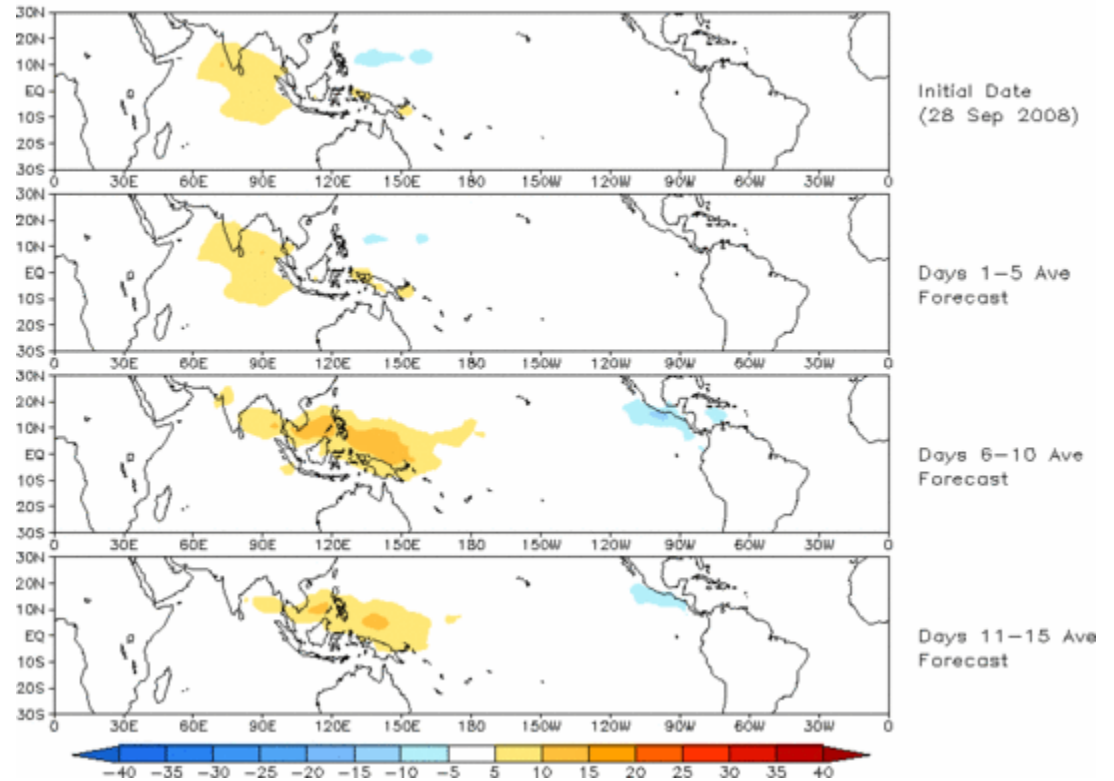 30N
20N
10N
EQ
10S
20S
30S
0 30E 60E 90E 120E 150E 180 150W 120W 90W 60W 30W 0
Initial Date
(28 Sep 2008)
30N
20N
10N
EQ
10S
20S
30S
0 30E 60E 90E 120E 150E 180 150W 120W 90W 60W 30W 0
Days 1-5 Ave
Forecast
30N
20N
10N
EQ
10S
20S
30S
0 30E 60E 90E 120E 150E 180 150W 120W 90W 60W 30W 0
Days 6-10 Ave
Forecast
30N
20N
10N
EQ
10S
20S
30S
0 30E 60E 90E 120E 150E 180 150W 120W 90W 60W 30W 0
Days 11-15 Ave
Forecast
-40 -35 -30 -25 -20 -15 -10 -5 5 10 15 20 25 30 35 40